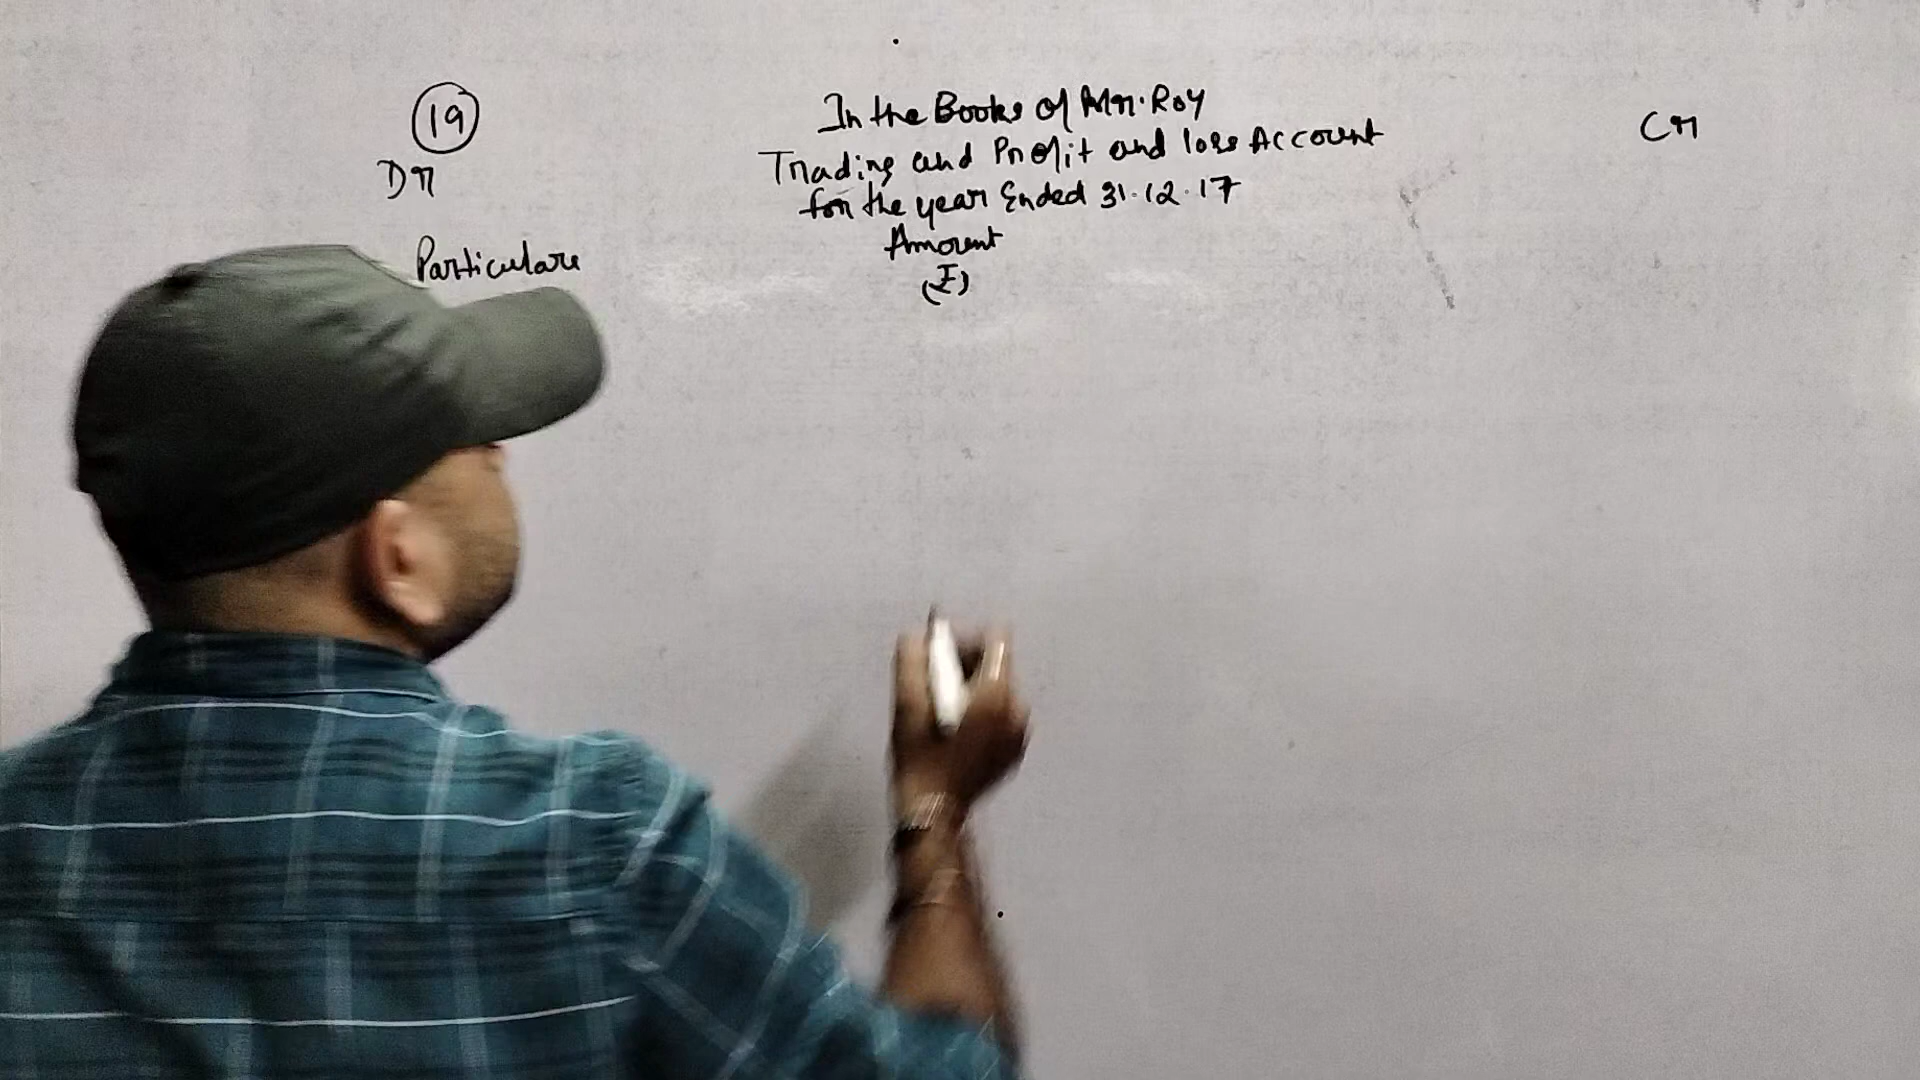 19
In the Books of Mr. Roy
Dr
Trading and Profit and loss Account
Cr
for the year Ended 31.12.17
Particulars
Amount
(₹)